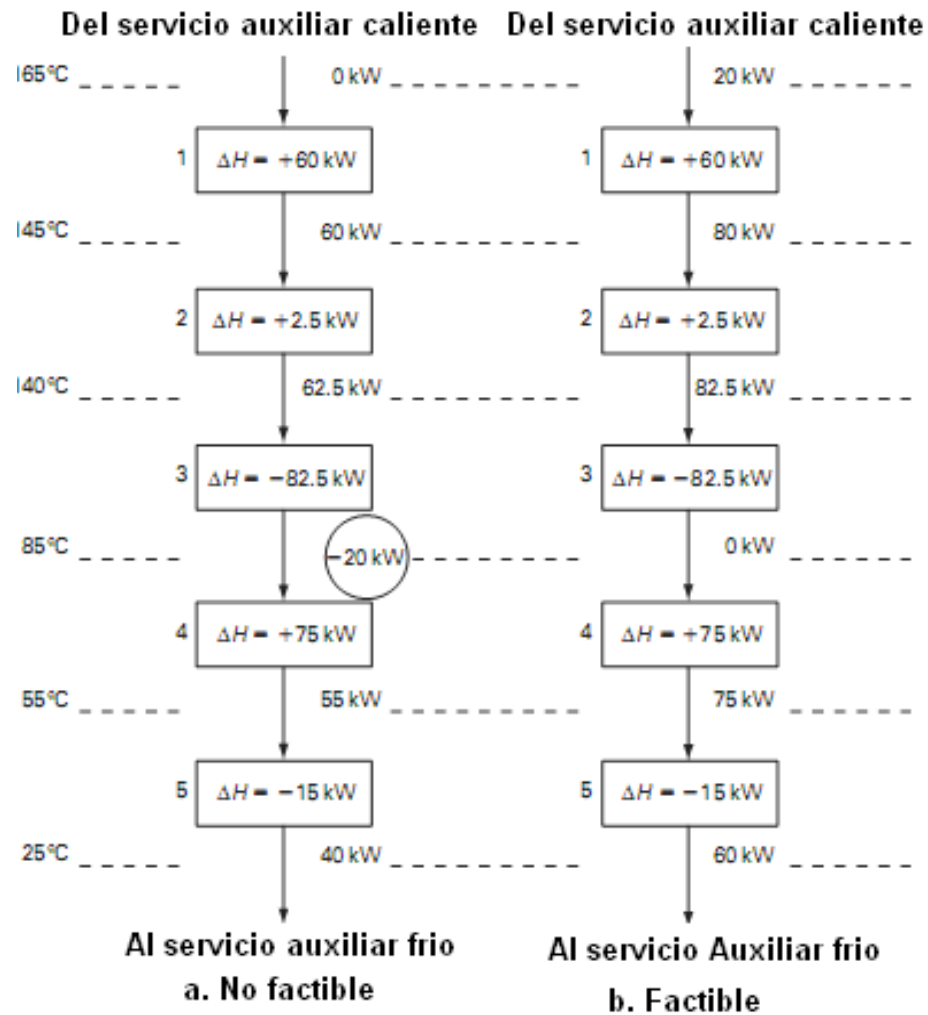 Del servicio auxiliar caliente Del servicio auxiliar caliente
165°C 0 kW 20 kW
1 ΔH = +60 kW 1 ΔH = +60 kW
145°C 60 kW 80 kW
2 ΔH = +2.5 kW 2 ΔH = +2.5 kW
140°C 62.5 kW 82.5 kW
3 ΔH = −82.5 kW 3 ΔH = −82.5 kW
85°C −20 kW 0 kW
4 ΔH = +75 kW 4 ΔH = +75 kW
55°C 55 kW 75 kW
5 ΔH = −15 kW 5 ΔH = −15 kW
25°C 40 kW 60 kW
Al servicio auxiliar frio Al servicio Auxiliar frio
a. No factible b. Factible